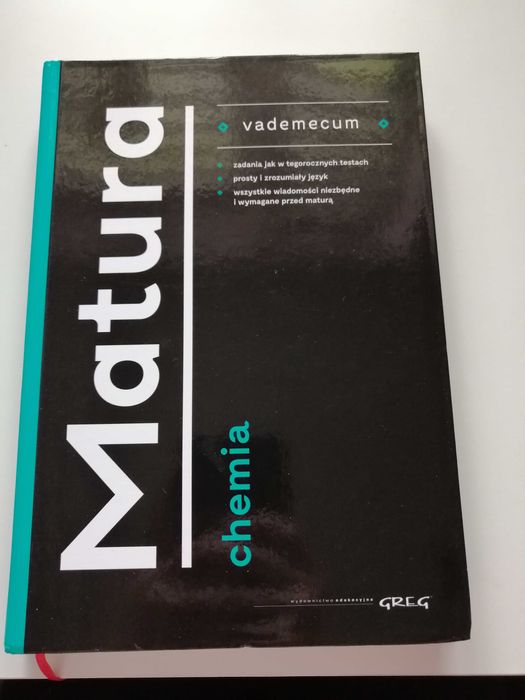 Matura
vademecum
zadania jak w tegorocznych testach
prosty i zrozumiały język
wszystkie wiadomości niezbędne
i wymagane przed maturą
chemia
wydawnictwo edukacyjne GREG